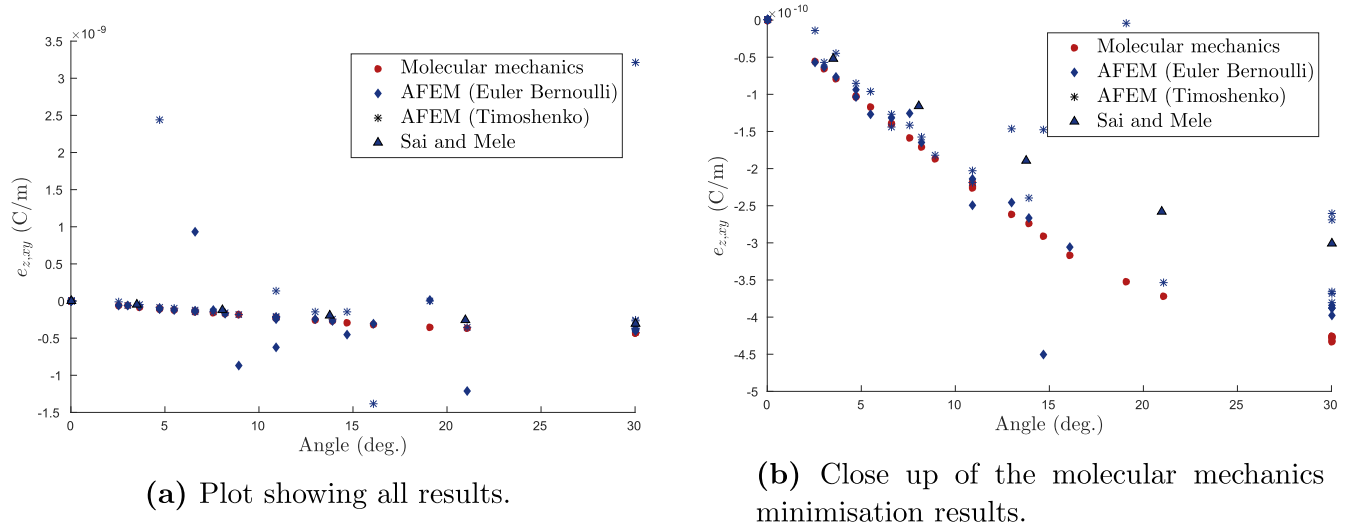 ×10⁻⁹
3.5
3
2.5
2
1.5
1
0.5
0
-0.5
-1
-1.5
e_{z,xy} (C/m)
0 5 10 15 20 25 30
Angle (deg.)
Molecular mechanics
AFEM (Euler Bernoulli)
AFEM (Timoshenko)
Sai and Mele
(a) Plot showing all results.
×10⁻¹⁰
0
-0.5
-1
-1.5
-2
-2.5
-3
-3.5
-4
-4.5
-5
e_{z,xy} (C/m)
0 5 10 15 20 25 30
Angle (deg.)
Molecular mechanics
AFEM (Euler Bernoulli)
AFEM (Timoshenko)
Sai and Mele
(b) Close up of the molecular mechanics
minimisation results.